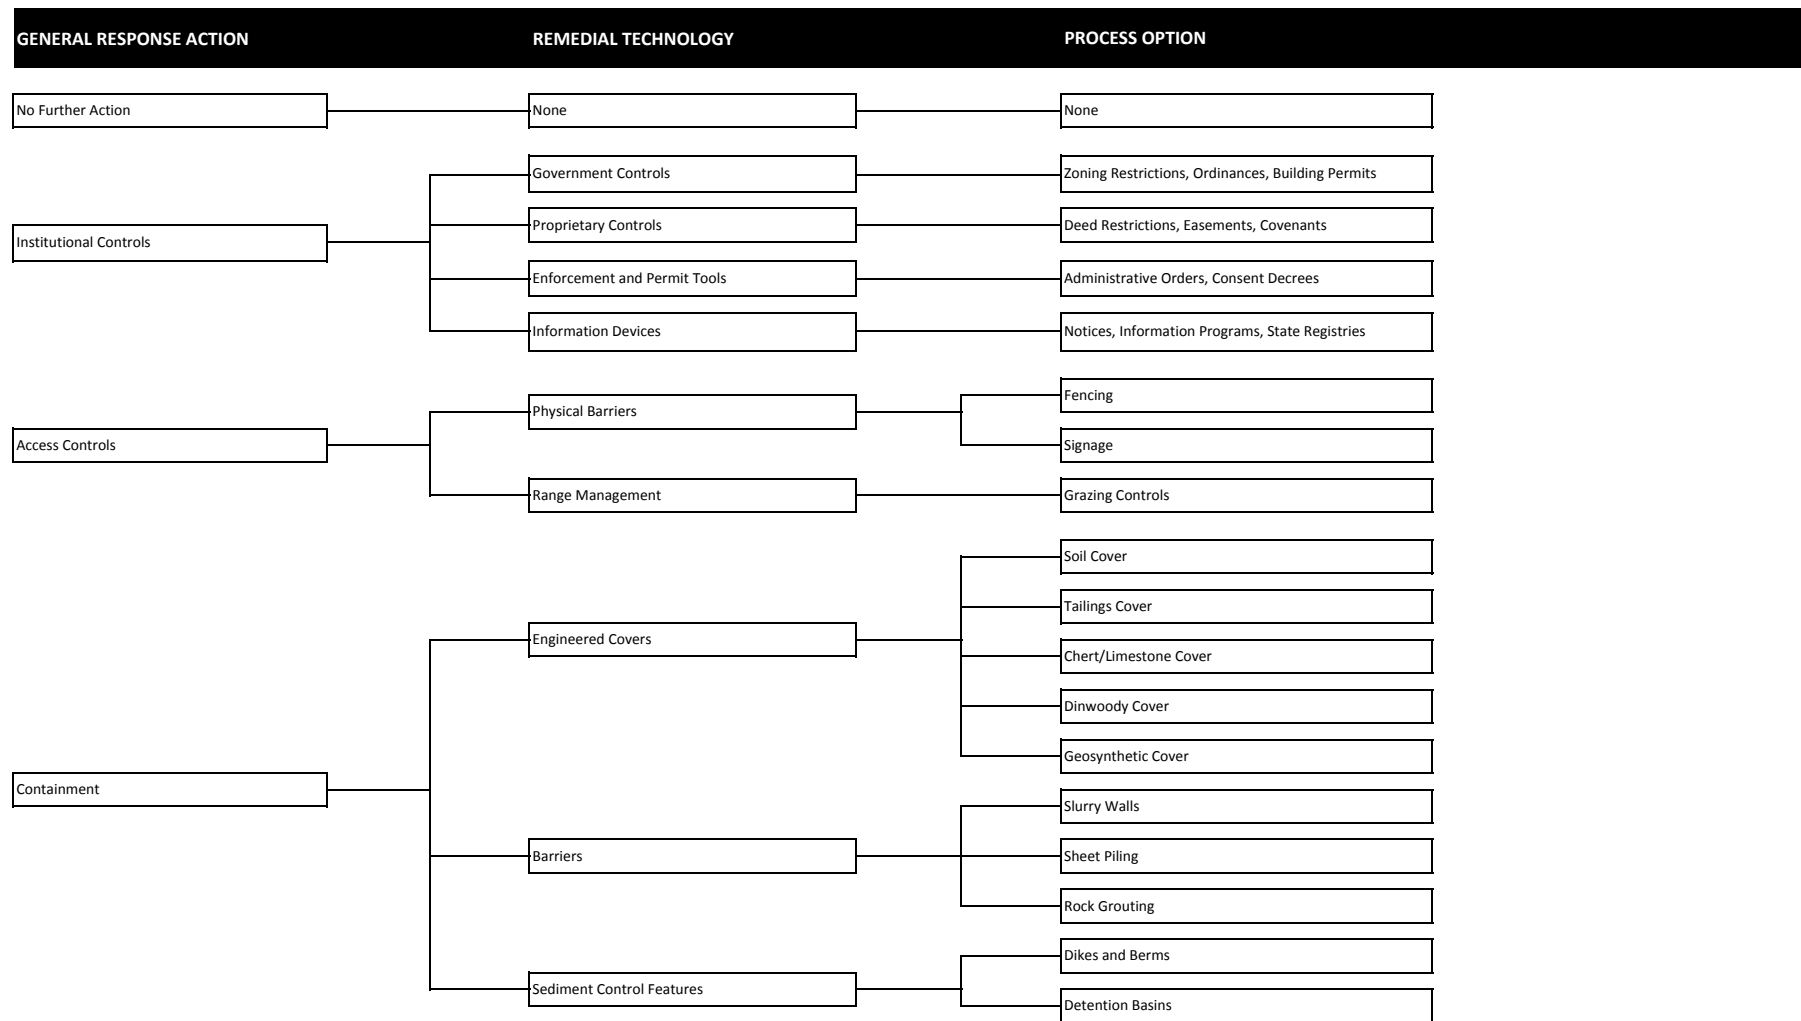 GENERAL RESPONSE ACTION
REMEDIAL TECHNOLOGY
PROCESS OPTION
No Further Action
None
None
Institutional Controls
Government Controls
Zoning Restrictions, Ordinances, Building Permits
Proprietary Controls
Deed Restrictions, Easements, Covenants
Enforcement and Permit Tools
Administrative Orders, Consent Decrees
Information Devices
Notices, Information Programs, State Registries
Access Controls
Physical Barriers
Fencing
Signage
Range Management
Grazing Controls
Containment
Engineered Covers
Soil Cover
Tailings Cover
Chert/Limestone Cover
Dinwoody Cover
Geosynthetic Cover
Barriers
Slurry Walls
Sheet Piling
Rock Grouting
Sediment Control Features
Dikes and Berms
Detention Basins